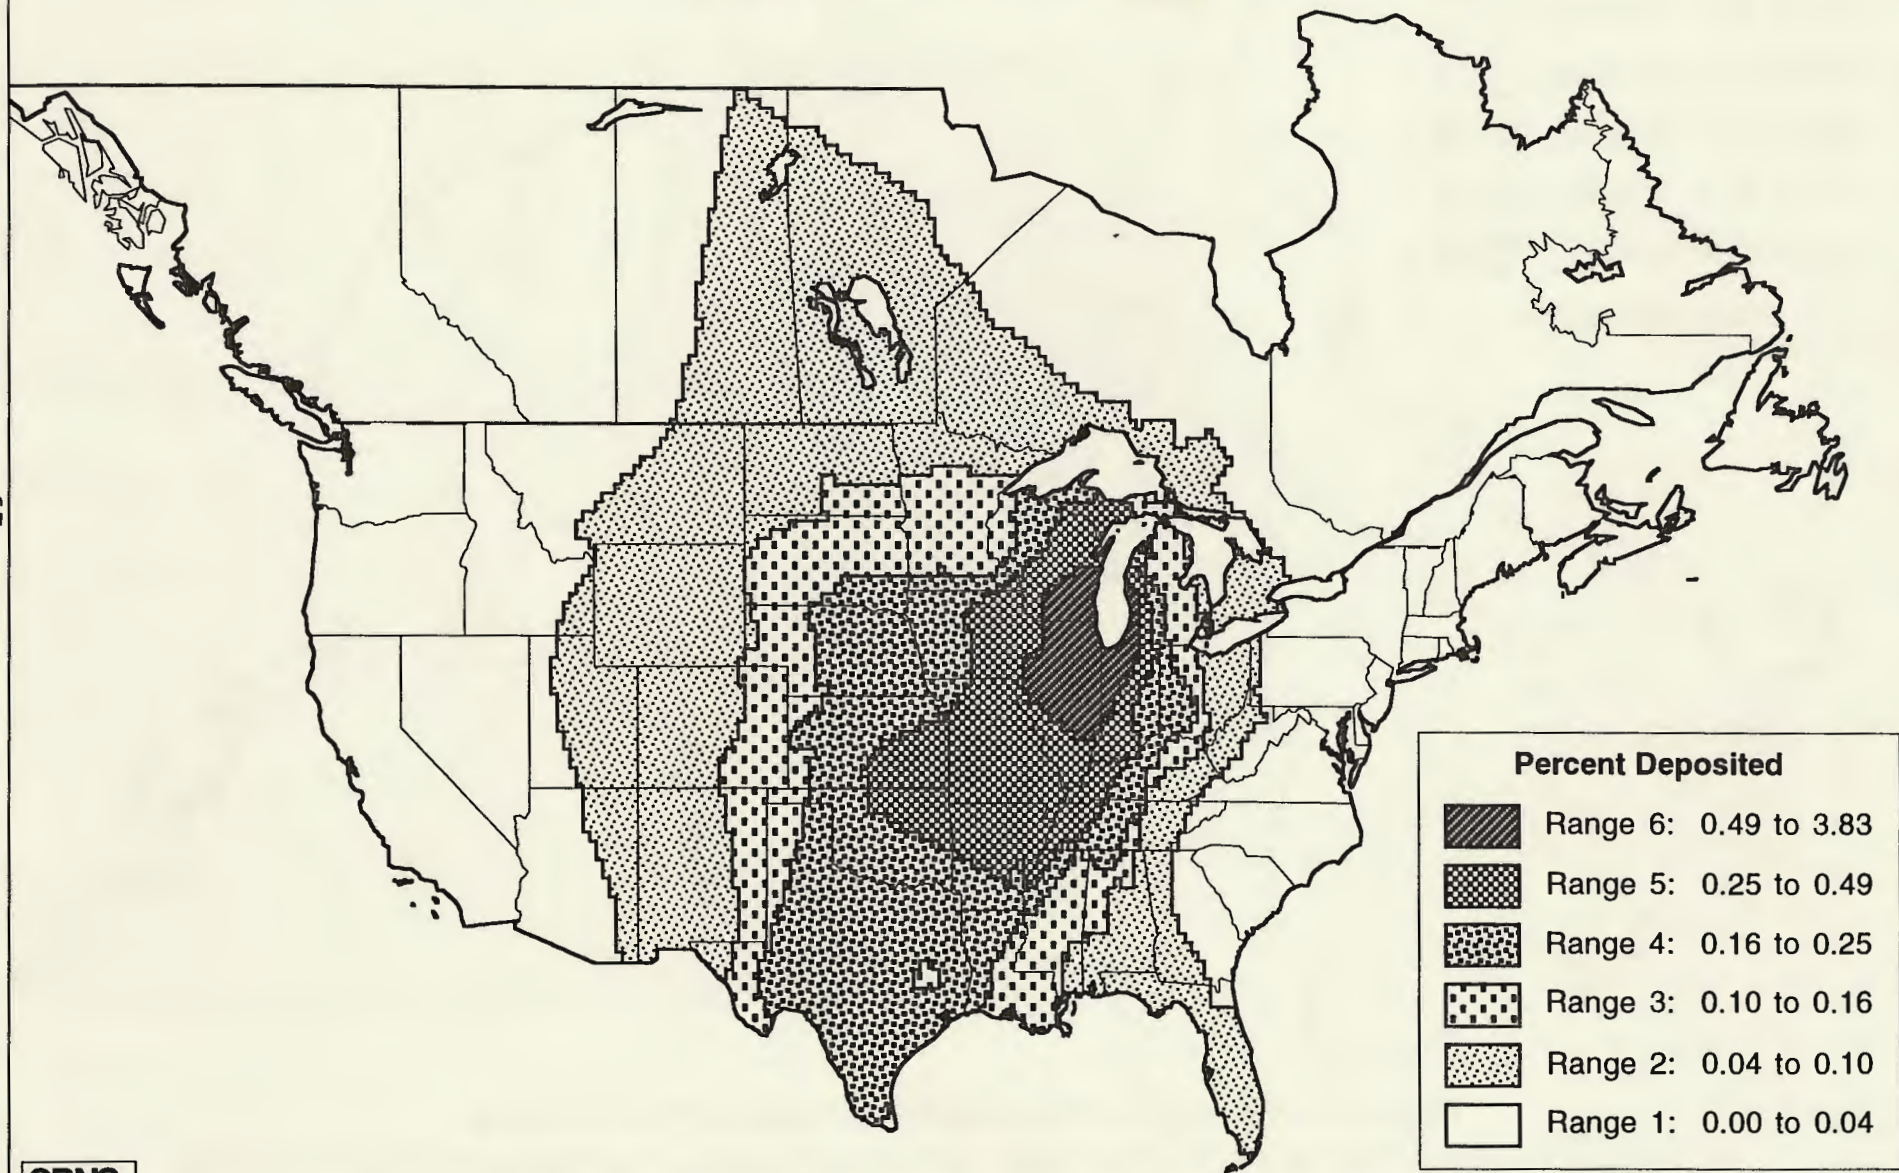 Percent Deposited
Range 6: 0.49 to 3.83
Range 5: 0.25 to 0.49
Range 4: 0.16 to 0.25
Range 3: 0.10 to 0.16
Range 2: 0.04 to 0.10
Range 1: 0.00 to 0.04